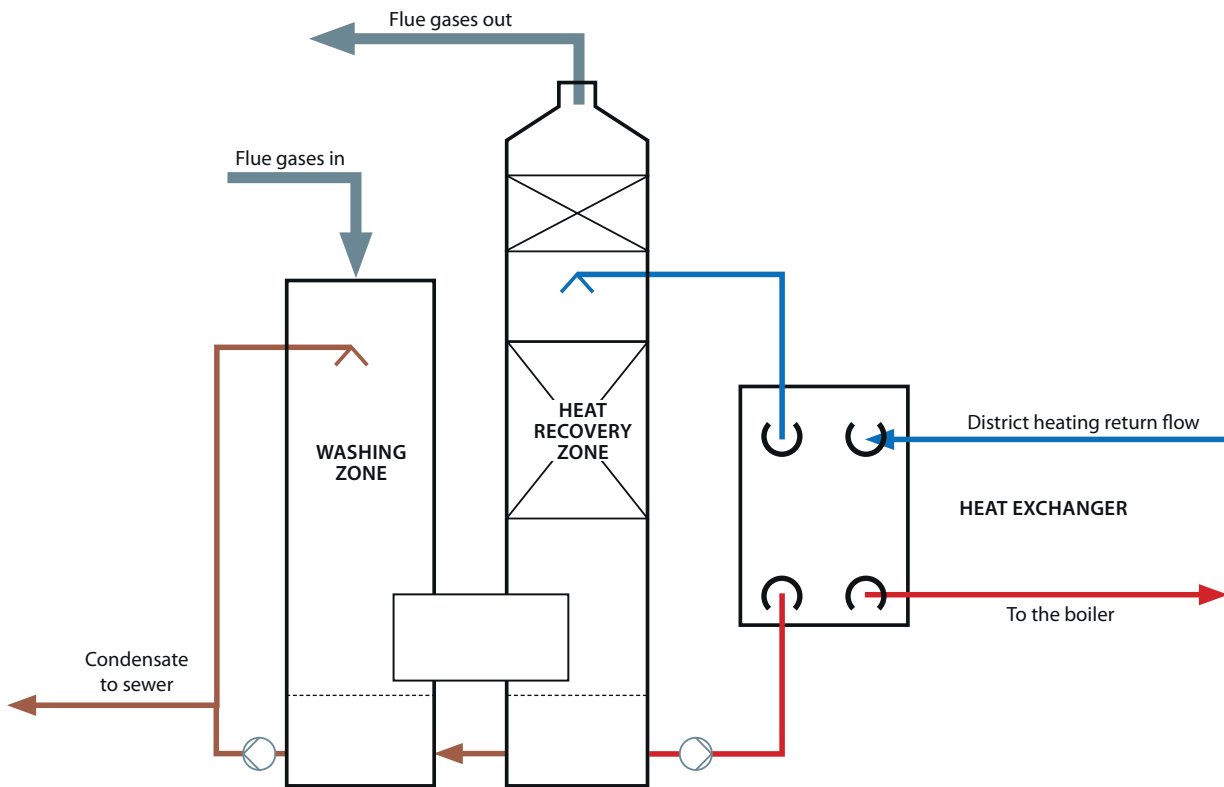 Flue gases out
Flue gases in
HEAT
RECOVERY
ZONE
WASHING
ZONE
District heating return flow
HEAT EXCHANGER
To the boiler
Condensate
to sewer